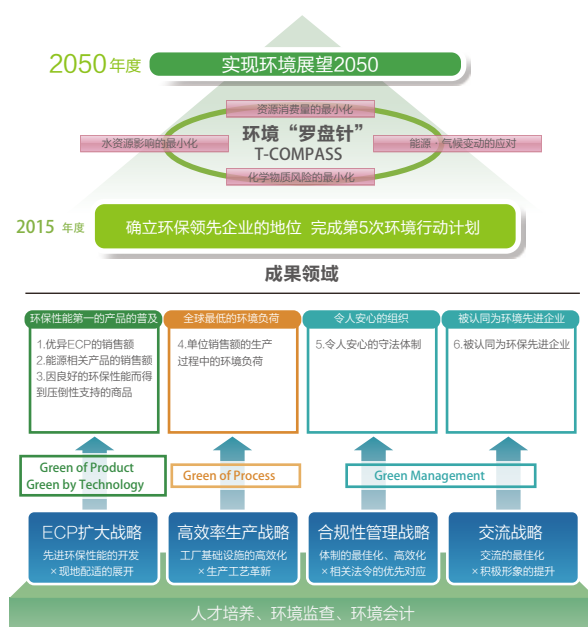 2050年度
实现环境展望2050
资源消费量的最小化
水资源影响的最小化
环境“罗盘针”
T-COMPASS
能源·气候变动的应对
化学物质风险的最小化
2015 年度
确立环保领先企业的地位 完成第5次环境行动计划
成果领域
环保性能第一的产品的普及
1.优异ECP的销售额
2.能源相关产品的销售额
3.因良好的环保性能而得
到压倒性支持的商品
全球最低的环境负荷
4.单位销售额的生产
过程中的环境负荷
令人安心的组织
5.令人安心的守法体制
被认同为环境先进企业
6.被认同为环保先进企业
Green of Product
Green by Technology
Green of Process
Green Management
ECP扩大战略
先进环保性能的开发
×现地配适的展开
高效率生产战略
工厂基础设施的高效化
×生产工艺革新
合规性管理战略
体制的最佳化、高效化
×相关法令的优先对应
交流战略
交流的最佳化
×积极形象的提升
人才培养、环境监查、环境会计